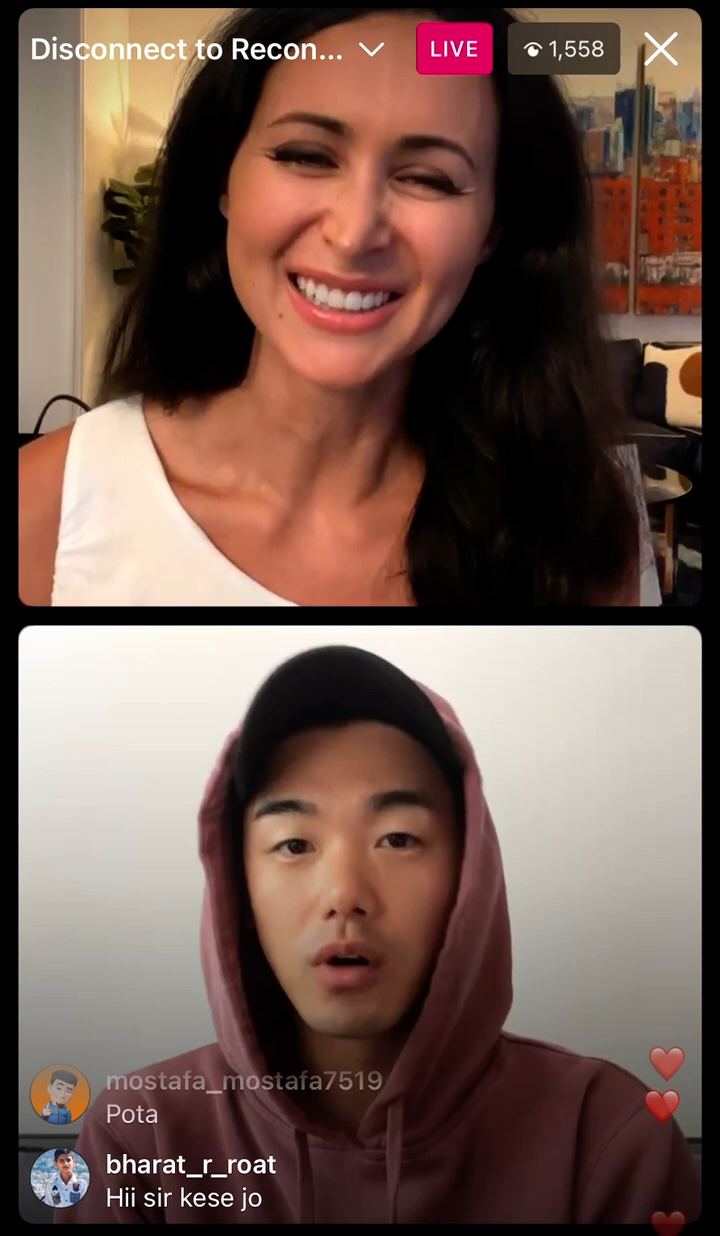 Disconnect to Recon...
LIVE
1,558
mostafa_mostafa7519
Pota
bharat_r_roat
Hii sir kese jo